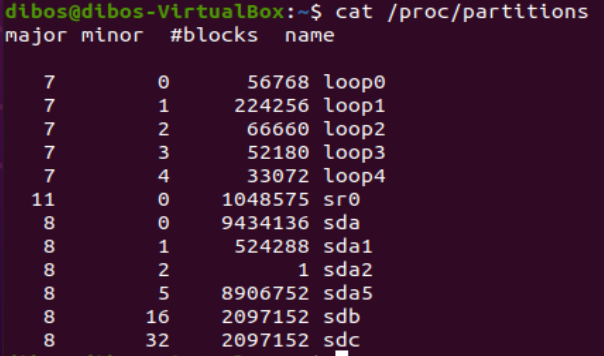 dibos@dibos-VirtualBox:~$ cat /proc/partitions
major minor  #blocks  name

   7        0      56768 loop0
   7        1     224256 loop1
   7        2      66660 loop2
   7        3      52180 loop3
   7        4      33072 loop4
  11        0    1048575 sr0
   8        0    9434136 sda
   8        1     524288 sda1
   8        2          1 sda2
   8        5    8906752 sda5
   8       16    2097152 sdb
   8       32    2097152 sdc